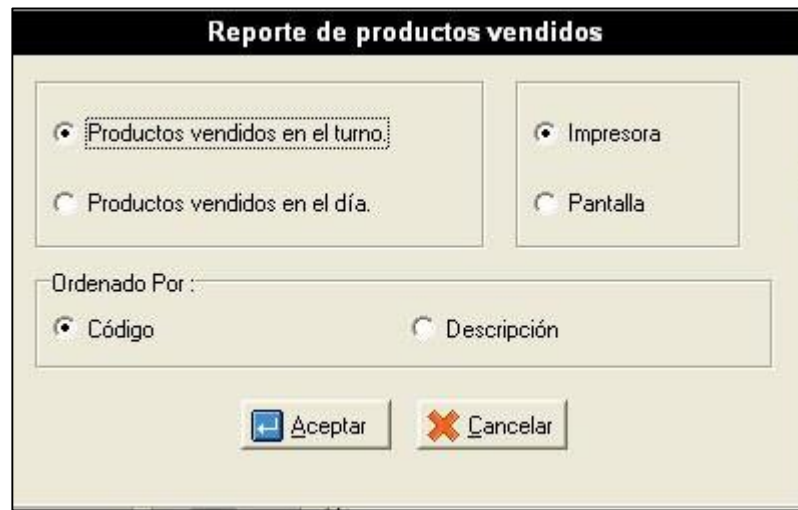 Reporte de productos vendidos
Productos vendidos en el turno.
Impresora
Productos vendidos en el día.
Pantalla
Ordenado Por :
Código
Descripción
Aceptar
Cancelar